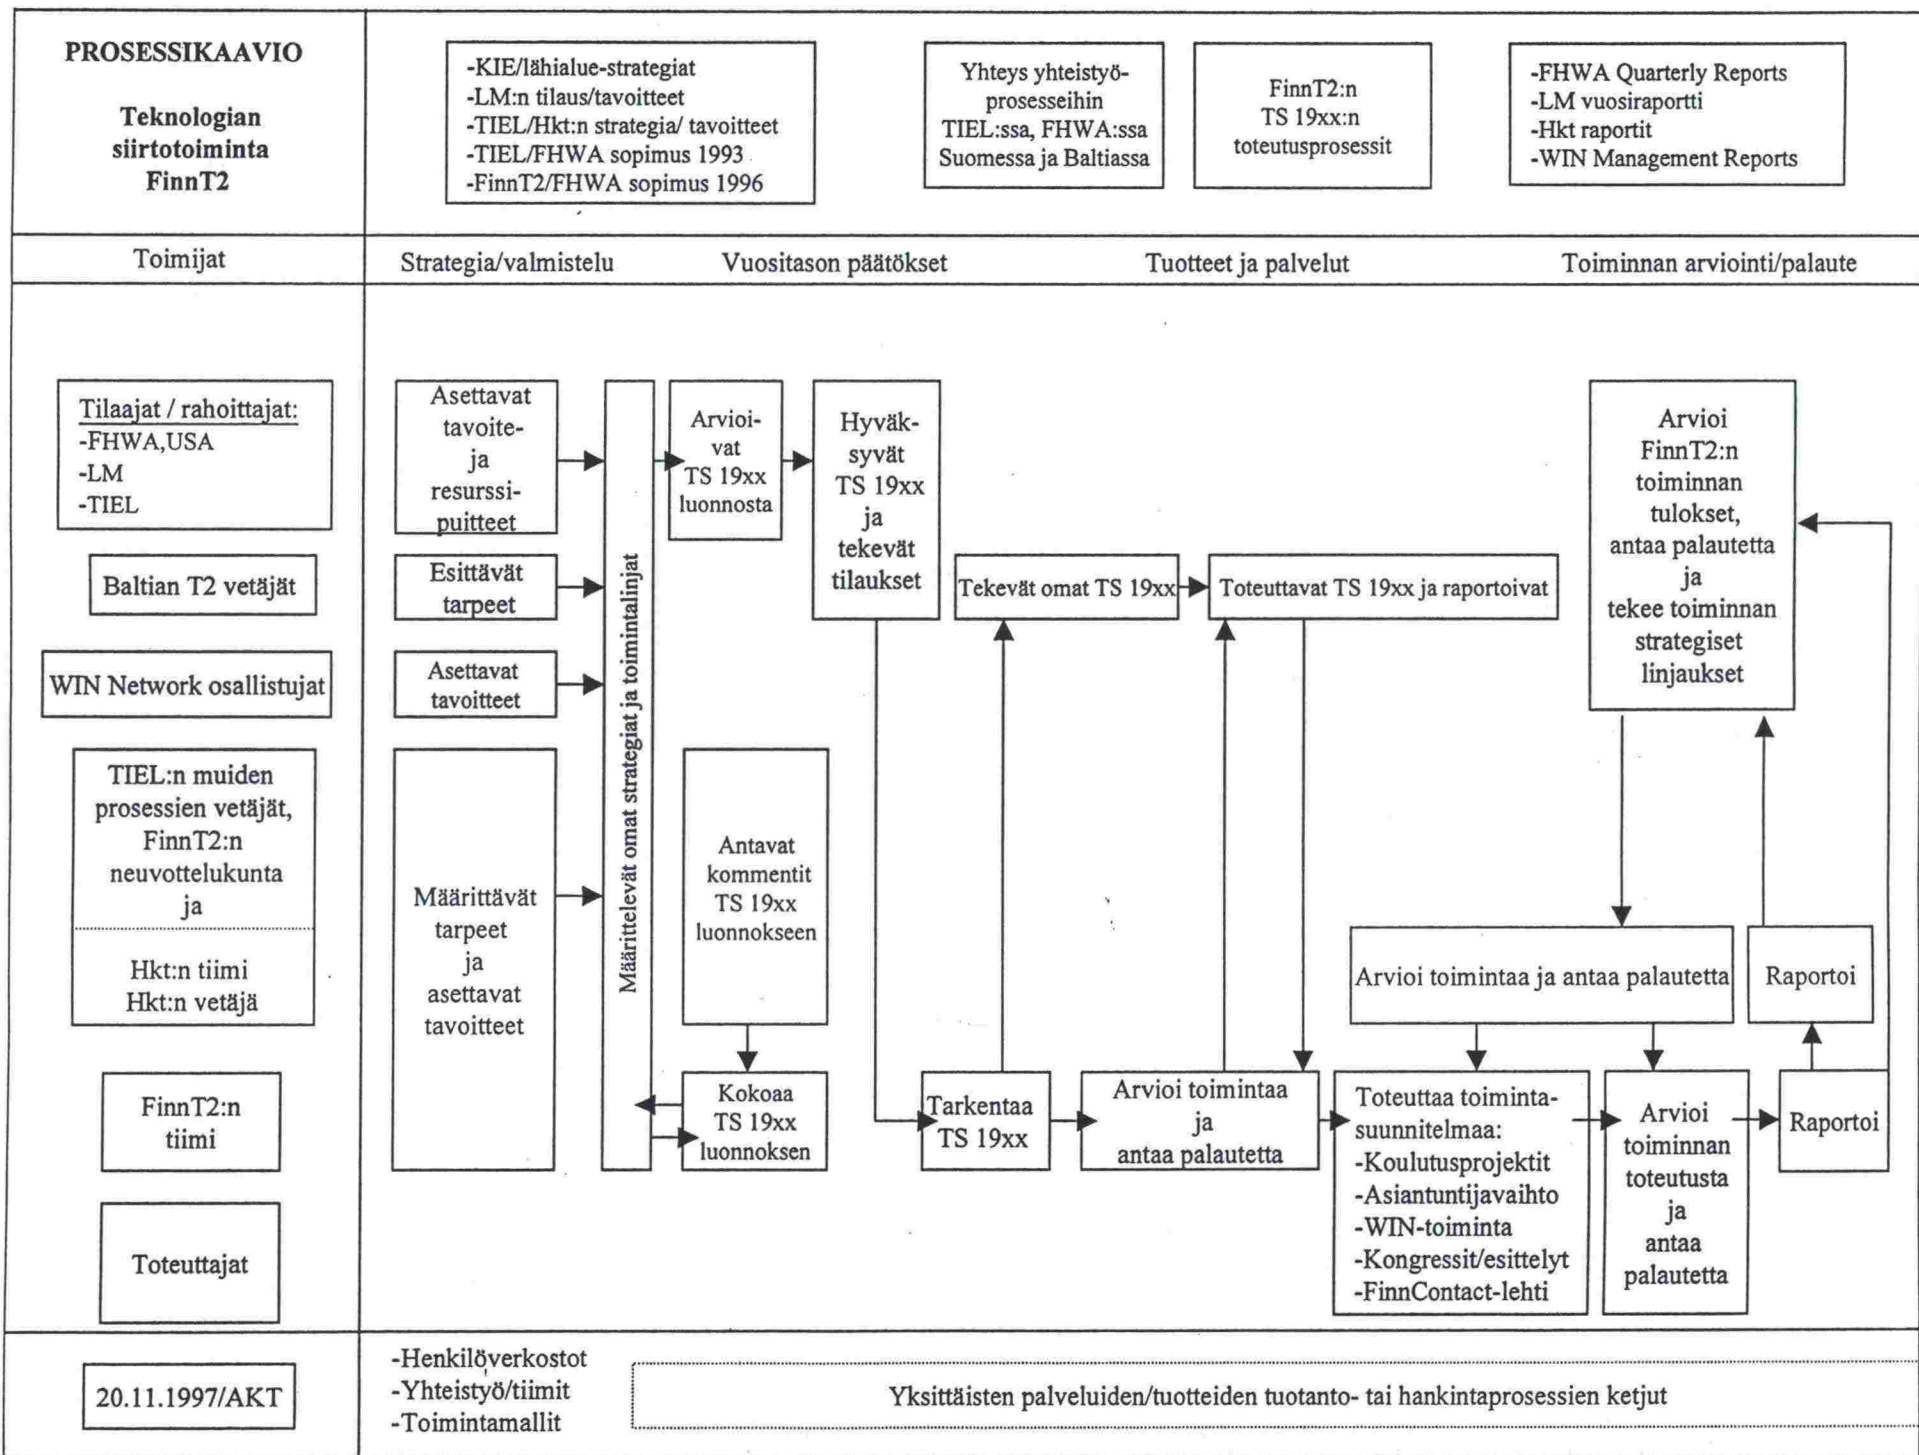 PROSESSIKAAVIO
Teknologian
siirtotoiminta
FinnT2
-KIE/lähialue-strategiat
-LM:n tilaus/tavoitteet
-TIEL/Hkt:n strategia/ tavoitteet
-TIEL/FHWA sopimus 1993
-FinnT2/FHWA sopimus 1996
Yhteys yhteistyö-
prosesseihin
TIEL:ssa, FHWA:ssa
Suomessa ja Baltiassa
FinnT2:n
TS 19xx:n
toteutusprosessit
-FHWA Quarterly Reports
-LM vuosiraportti
-Hkt raportit
-WIN Management Reports
Toimijat
Strategia/valmistelu
Vuositason päätökset
Tuotteet ja palvelut
Toiminnan arviointi/palaute
Tilaajat / rahoittajat:
-FHWA,USA
-LM
-TIEL
Asettavat
tavoite-
ja
resurssi-
puitteet
Määrittelevät omat strategiat ja toimintalinjat
Arvioi-
vat
TS 19xx
luonnosta
Hyväk-
syvät
TS 19xx
ja
tekevät
tilaukset
Arvioi
FinnT2:n
toiminnan
tulokset,
antaa palautetta
ja
tekee toiminnan
strategiset
linjaukset
Baltian T2 vetäjät
Esittävät
tarpeet
Tekevät omat TS 19xx
Toteuttavat TS 19xx ja raportoivat
WIN Network osallistujat
Asettavat
tavoitteet
TIEL:n muiden
prosessien vetäjät,
FinnT2:n
neuvottelukunta
ja
Hkt:n tiimi
Hkt:n vetäjä
Määrittävät
tarpeet
ja
asettavat
tavoitteet
Antavat
kommentit
TS 19xx
luonnokseen
Arvioi toimintaa ja antaa palautetta
Raportoi
FinnT2:n
tiimi
Kokoaa
TS 19xx
luonnoksen
Tarkentaa
TS 19xx
Arvioi toimintaa
ja
antaa palautetta
Toteuttaa toiminta-
suunnitelmaa:
-Koulutusprojektit
-Asiantuntijavaihto
-WIN-toiminta
-Kongressit/esittelyt
-FinnContact-lehti
Arvioi
toiminnan
toteutusta
ja
antaa
palautetta
Raportoi
Toteuttajat
20.11.1997/AKT
-Henkilöverkostot
-Yhteistyö/tiimit
-Toimintamallit
Yksittäisten palveluiden/tuotteiden tuotanto- tai hankintaprosessien ketjut